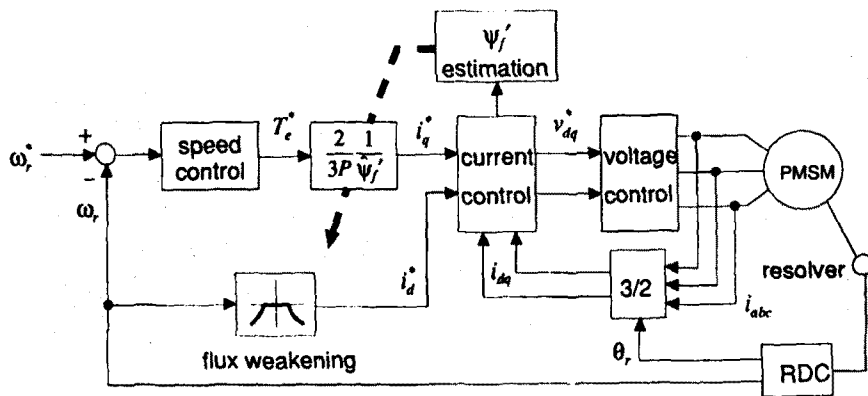 ψf′
estimation
ωr*
+
−
ωr
speed
control
Te*
2 1
3P ψ̂f′
iq*
id*
current
control
vdq*
voltage
control
PMSM
resolver
idq
3/2
iabc
θr
RDC
flux weakening